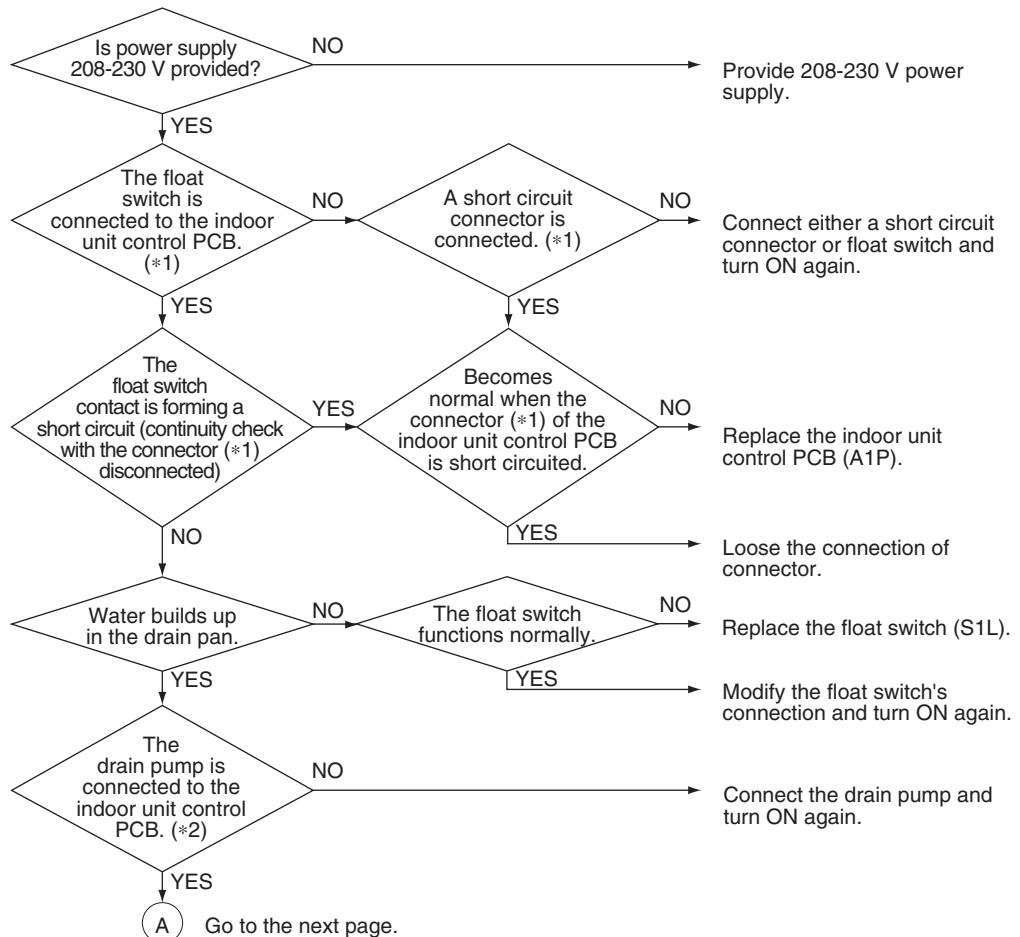 Is power supply
208-230 V provided?
NO
Provide 208-230 V power
supply.
YES
The float
switch is
connected to the indoor
unit control PCB.
(*1)
NO
A short circuit
connector is
connected. (*1)
NO
Connect either a short circuit
connector or float switch and
turn ON again.
YES
YES
The
float switch
contact is forming a
short circuit (continuity check
with the connector (*1)
disconnected)
YES
Becomes
normal when the
connector (*1) of the
indoor unit control PCB
is short circuited.
NO
Replace the indoor unit
control PCB (A1P).
YES
Loose the connection of
connector.
NO
Water builds up
in the drain pan.
NO
The float switch
functions normally.
NO
Replace the float switch (S1L).
YES
Modify the float switch's
connection and turn ON again.
YES
The
drain pump is
connected to the
indoor unit control
PCB. (*2)
NO
Connect the drain pump and
turn ON again.
YES
A Go to the next page.